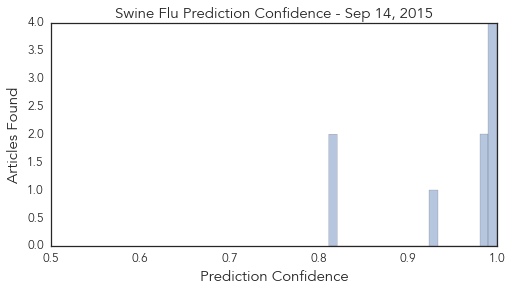 Swine Flu Prediction Confidence - Sep 14, 2015
4.0
3.5
3.0
2.5
2.0
1.5
1.0
0.5
0.0
Articles Found
0.5 0.6 0.7 0.8 0.9 1.0
Prediction Confidence